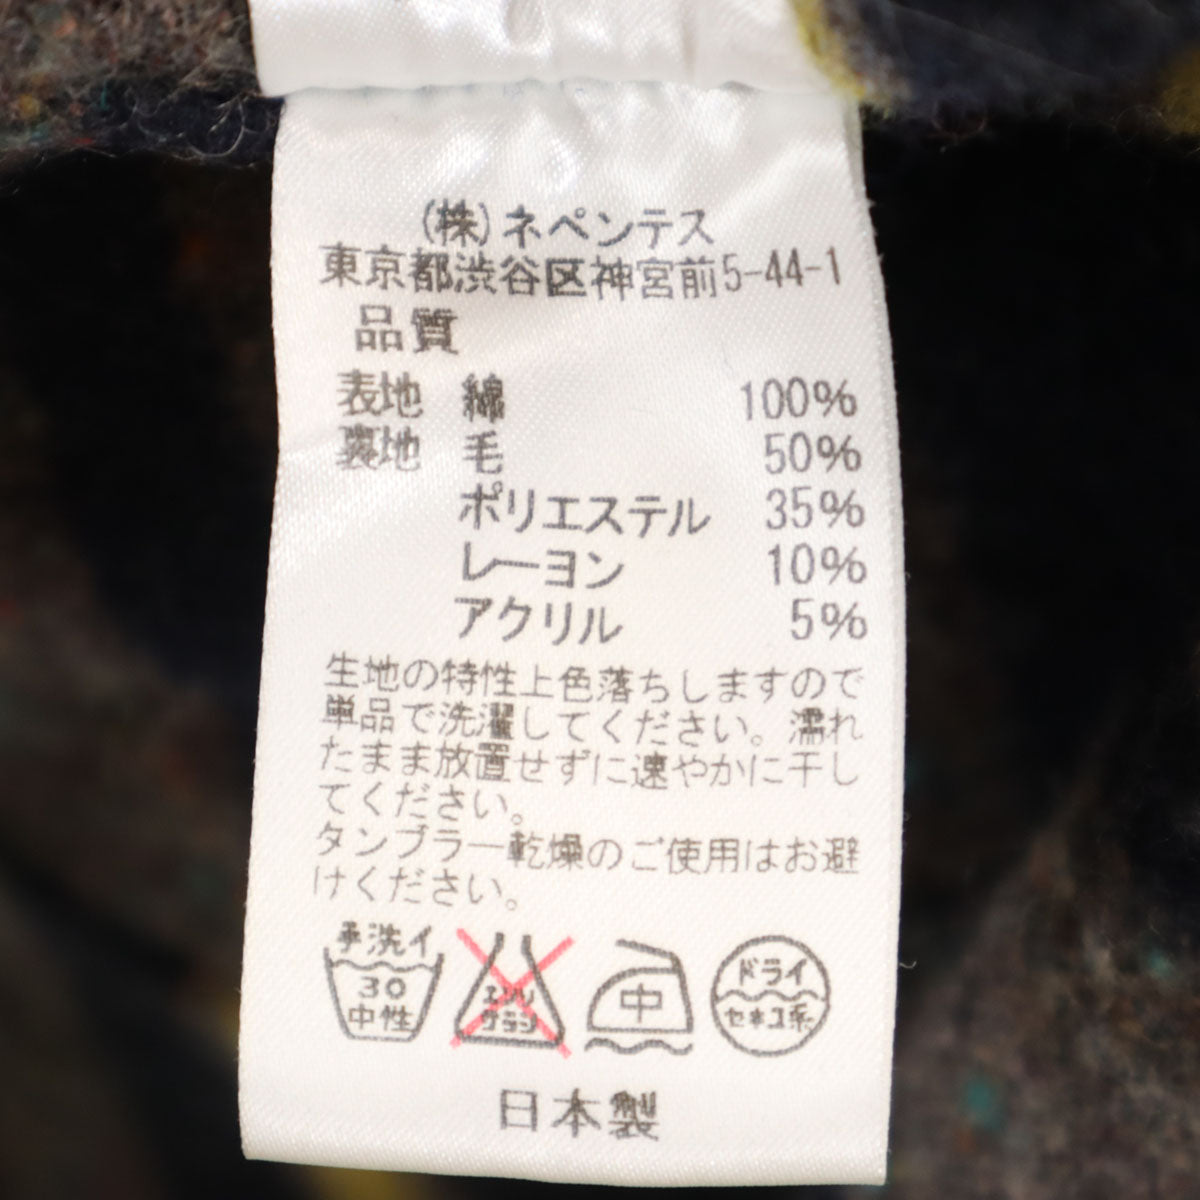 (株)ネペンテス
東京都渋谷区神宮前5-44-1
品質
表地 綿 100%
裏地 毛 50%
ポリエステル 35%
レーヨン 10%
アクリル 5%
生地の特性上色落ちしますので
単品で洗濯してください。濡れ
たまま放置せずに速やかに干し
てください。
タンブラー乾燥のご使用はお避
けください。
手洗イ
30
中性
エンソ
サラシ
中
ドライ
セキユ系
日本製